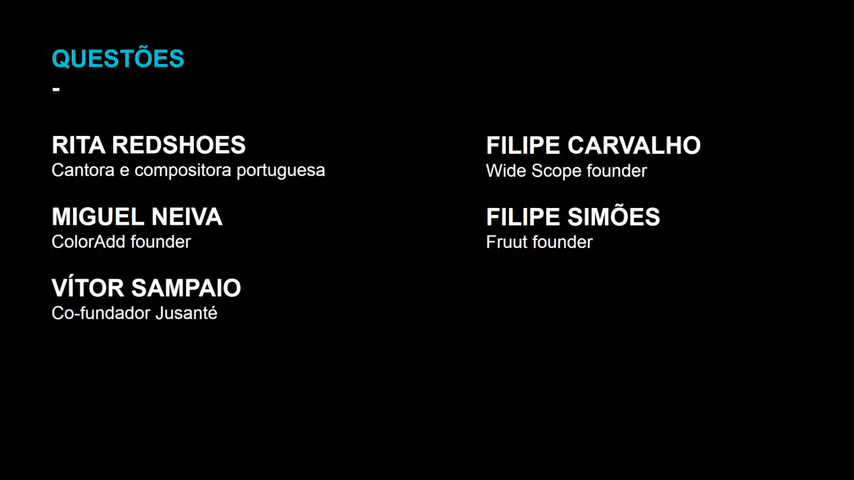 QUESTÕES
-
RITA REDSHOES
Cantora e compositora portuguesa
MIGUEL NEIVA
ColorAdd founder
VÍTOR SAMPAIO
Co-fundador Jusanté
FILIPE CARVALHO
Wide Scope founder
FILIPE SIMÕES
Fruut founder